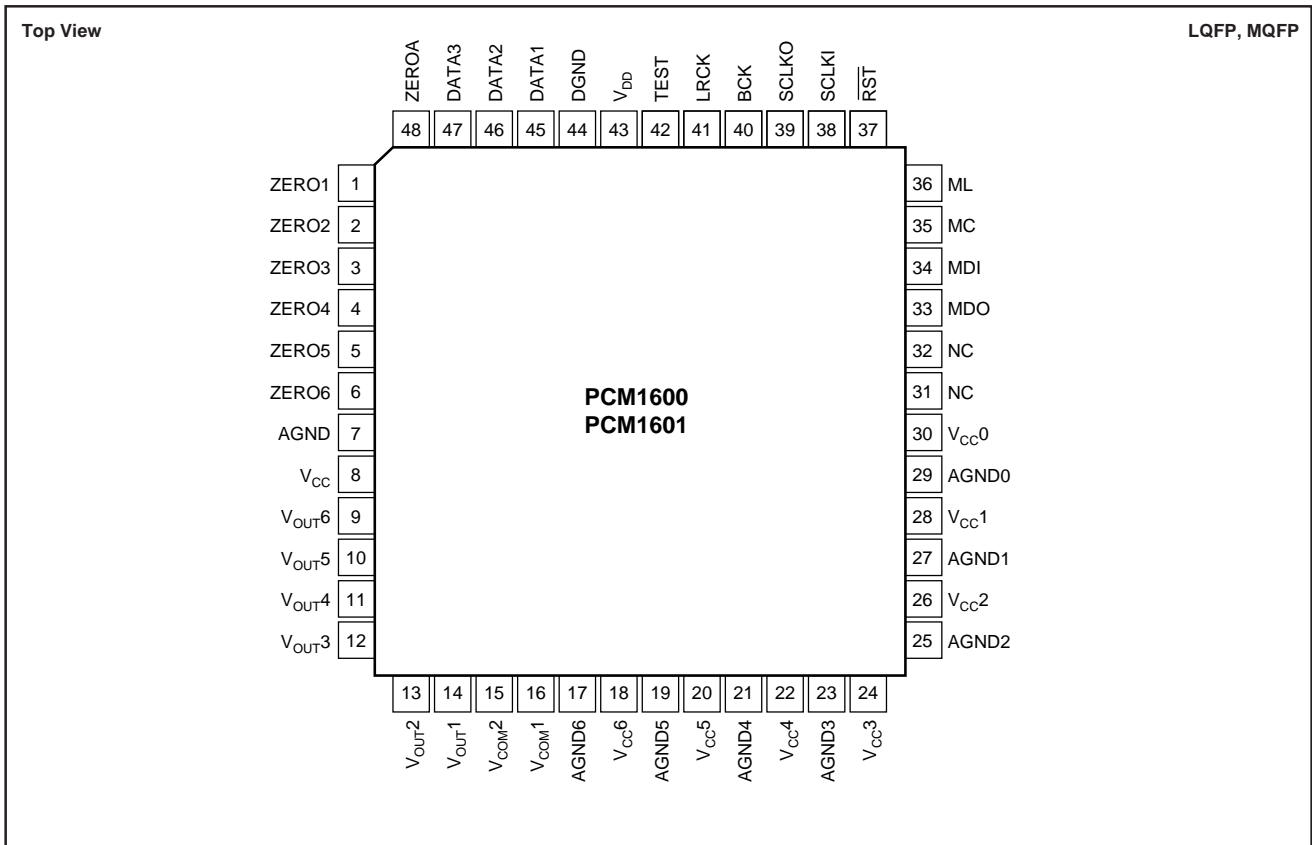 Top View
LQFP, MQFP
ZEROA
DATA3
DATA2
DATA1
DGND
VDD
TEST
LRCK
BCK
SCLKO
SCLKI
R̅S̅T̅
48 47 46 45 44 43 42 41 40 39 38 37
ZERO1 1
ZERO2 2
ZERO3 3
ZERO4 4
ZERO5 5
ZERO6 6
AGND 7
VCC 8
VOUT6 9
VOUT5 10
VOUT4 11
VOUT3 12
PCM1600
PCM1601
36 ML
35 MC
34 MDI
33 MDO
32 NC
31 NC
30 VCC0
29 AGND0
28 VCC1
27 AGND1
26 VCC2
25 AGND2
13 14 15 16 17 18 19 20 21 22 23 24
VOUT2
VOUT1
VCOM2
VCOM1
AGND6
VCC6
AGND5
VCC5
AGND4
VCC4
AGND3
VCC3